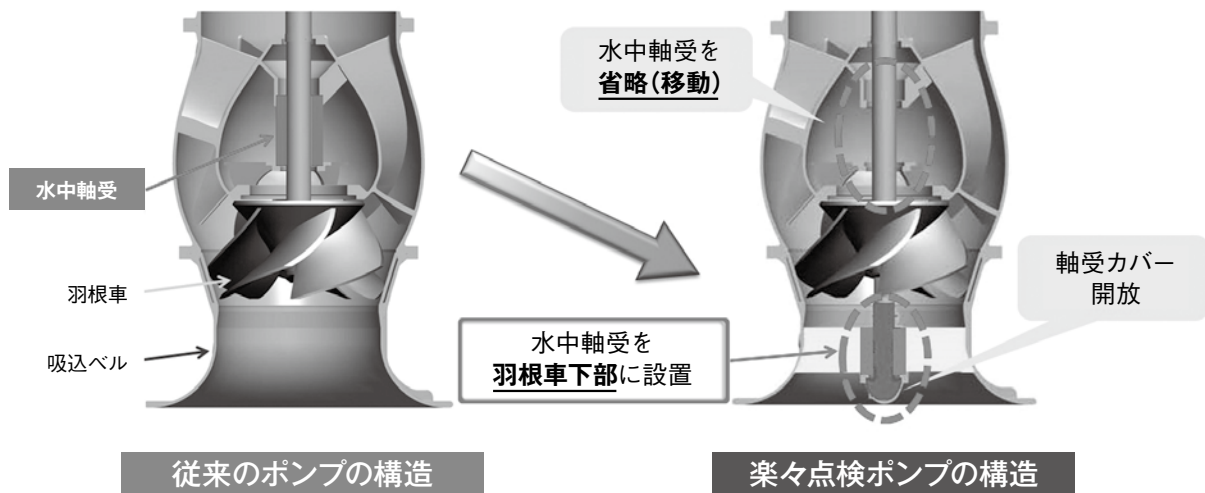 水中軸受
羽根車
吸込ベル
従来のポンプの構造
水中軸受を
省略(移動)
軸受カバー
開放
水中軸受を
羽根車下部に設置
楽々点検ポンプの構造